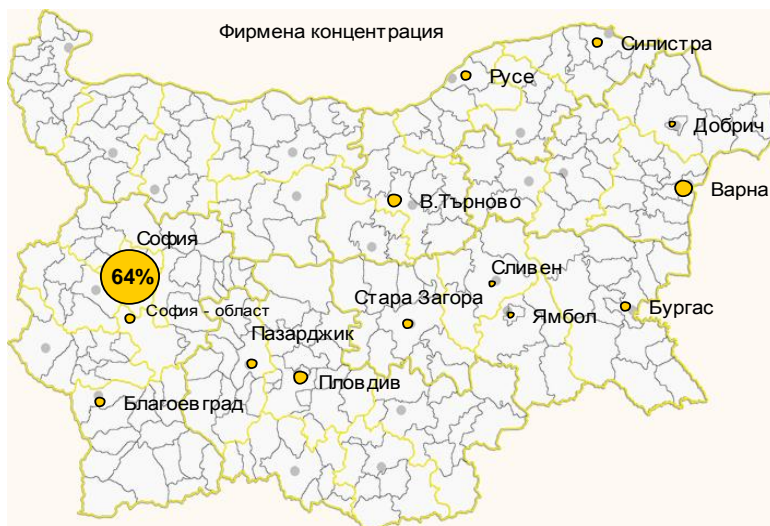 Фирмена концентрация
Силистра
Русе
Добрич
Варна
В.Търново
София
64%
Сливен
Стара Загора
Бургас
София - област
Ямбол
Пазарджик
Пловдив
Благоевград